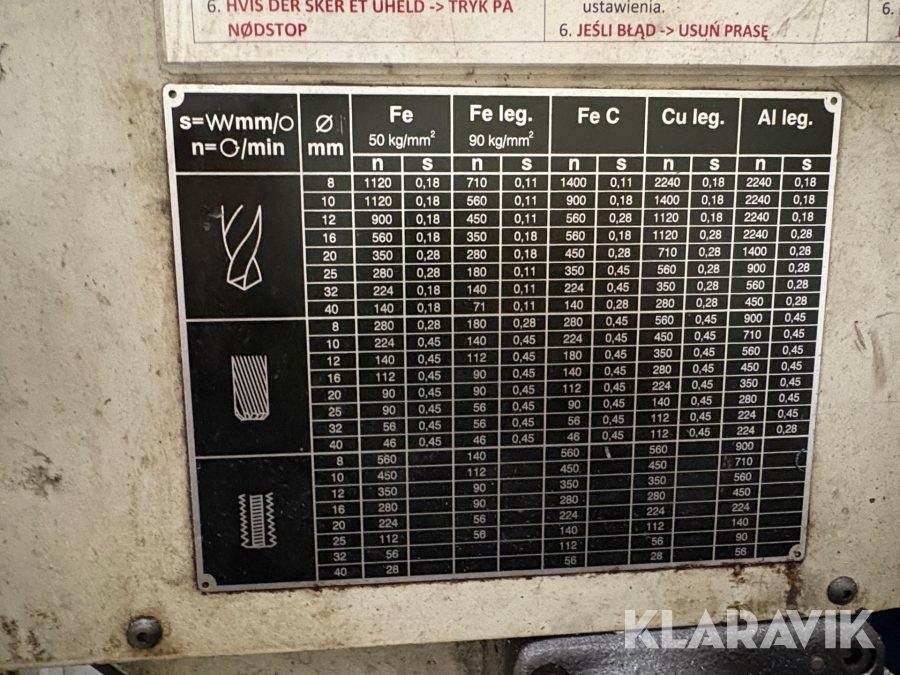 6. HVIS DER SKER ET UHELD -> TRYK PÅ
NØDSTOP
ustawienia.
6. JEŚLI BŁĄD -> USUŃ PRASĘ
6.
s= mm/ Ø Fe Fe leg. Fe C Cu leg. Al leg.
n= /min mm 50 kg/mm² 90 kg/mm²
n s n s n s n s n s
8 1120 0,18 710 0,11 1400 0,11 2240 0,18 2240 0,18
10 1120 0,18 560 0,11 900 0,18 1400 0,18 2240 0,18
12 900 0,18 450 0,11 560 0,28 1120 0,18 2240 0,18
16 560 0,18 350 0,18 560 0,18 1120 0,28 2240 0,28
20 350 0,28 280 0,18 450 0,28 710 0,28 1400 0,28
25 280 0,28 180 0,11 350 0,45 560 0,28 900 0,28
32 224 0,18 140 0,11 224 0,45 350 0,28 560 0,28
40 140 0,18 71 0,11 140 0,28 280 0,28 450 0,28
8 280 0,28 180 0,28 280 0,45 560 0,45 900 0,45
10 224 0,45 140 0,45 224 0,45 450 0,45 710 0,45
12 140 0,45 112 0,45 180 0,45 350 0,45 560 0,45
16 112 0,45 90 0,45 140 0,45 280 0,45 450 0,45
20 90 0,45 90 0,45 112 0,45 224 0,45 350 0,45
25 90 0,45 56 0,45 90 0,45 140 0,45 280 0,45
32 56 0,45 56 0,45 56 0,45 112 0,45 224 0,45
40 46 0,45 46 0,45 46 0,45 112 0,45 224 0,28
8 560 140 560 560 900
10 450 112 450 450 710
12 350 90 350 350 560
16 280 90 280 280 450
20 224 56 224 224 224
25 112 56 140 112 140
32 56 112 56 90
40 28 56 28 56
KLARAVIK